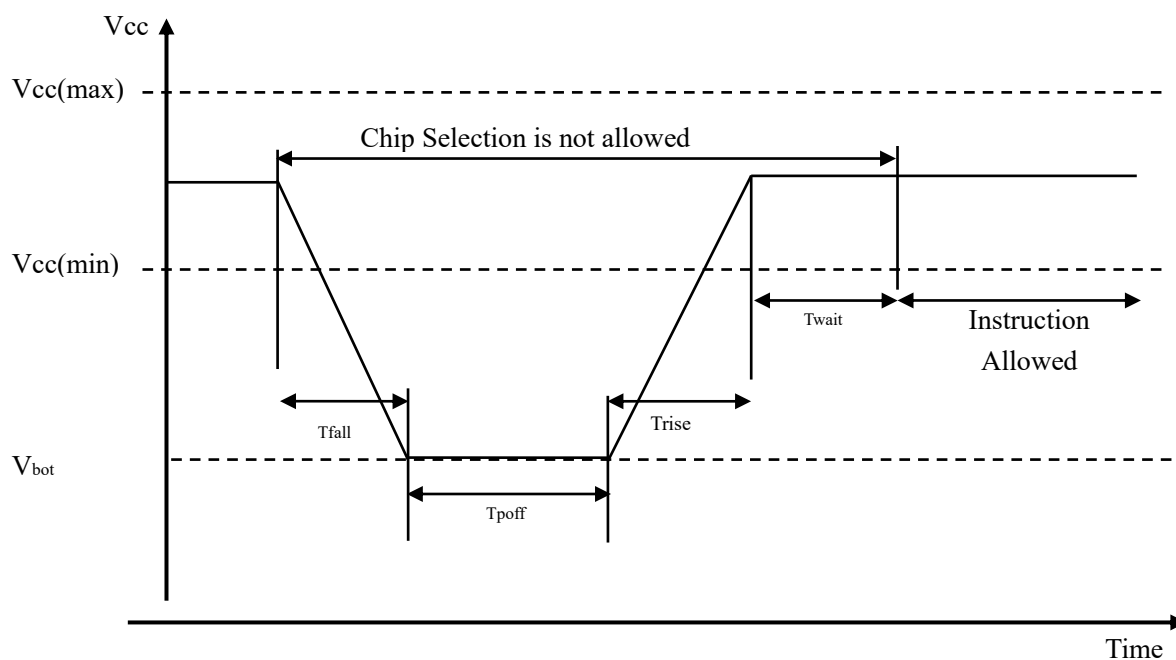 Vcc
Vcc(max)
Chip Selection is not allowed
Vcc(min)
Twait
Instruction
Allowed
Tfall
Trise
Vbot
Tpoff
Time